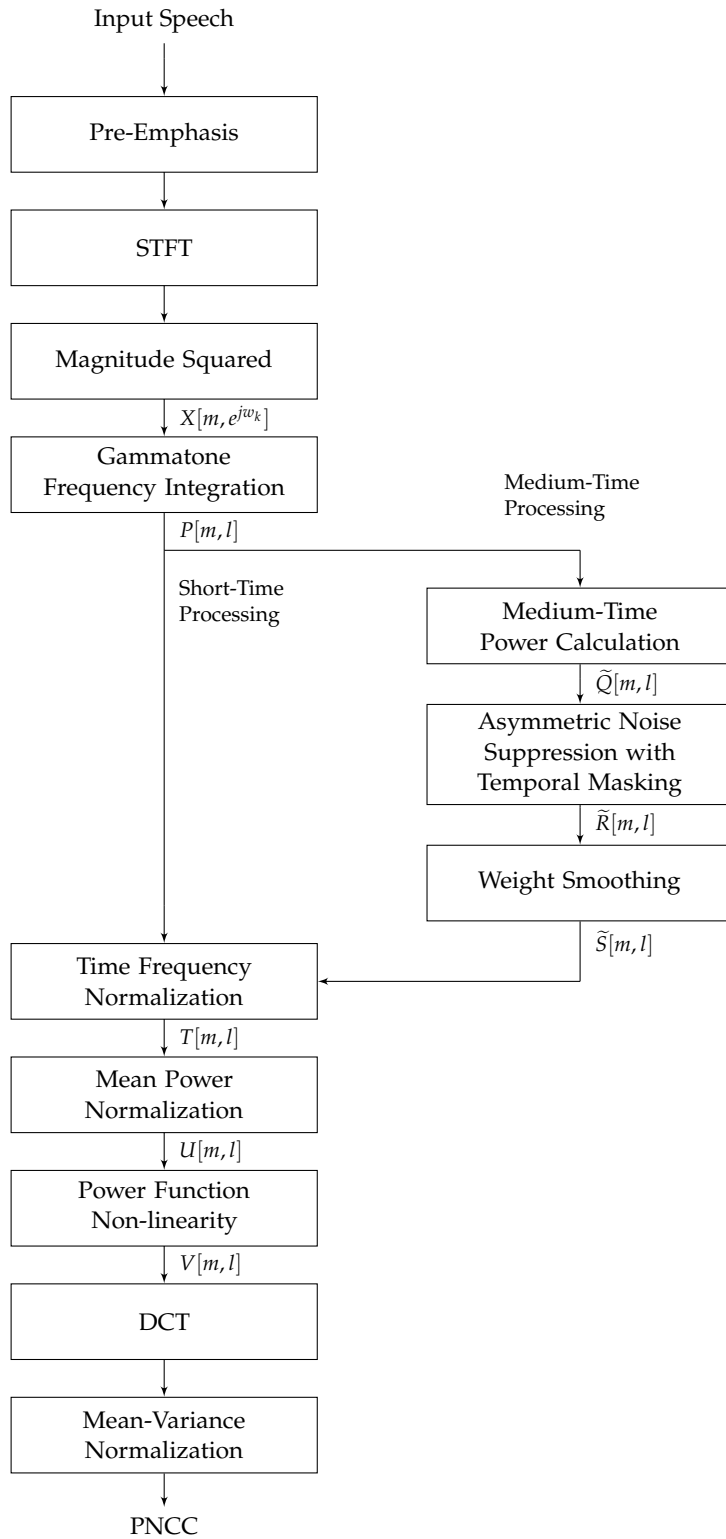 Input Speech
Pre-Emphasis
STFT
Magnitude Squared
X[m, e^{jw_k}]
Gammatone
Frequency Integration
P[m, l]
Medium-Time
Processing
Short-Time
Processing
Medium-Time
Power Calculation
Q̃[m, l]
Asymmetric Noise
Suppression with
Temporal Masking
R̃[m, l]
Weight Smoothing
S̃[m, l]
Time Frequency
Normalization
T[m, l]
Mean Power
Normalization
U[m, l]
Power Function
Non-linearity
V[m, l]
DCT
Mean-Variance
Normalization
PNCC